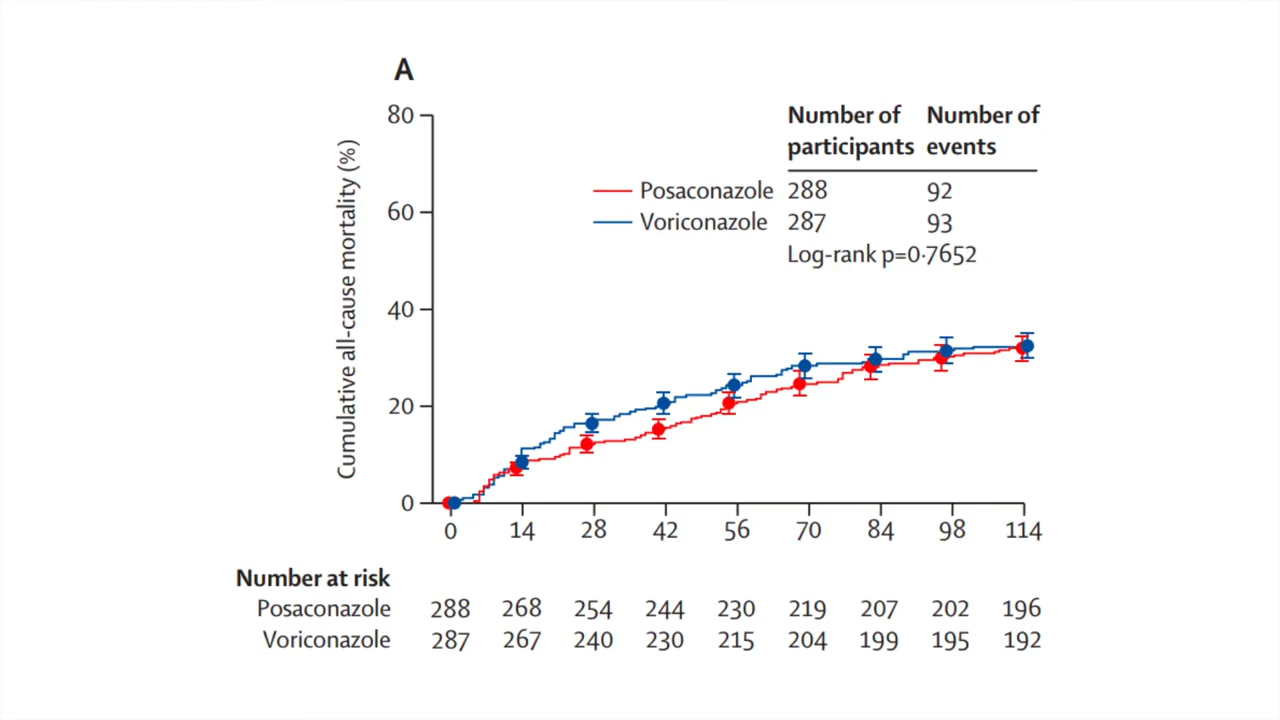 A
80
60
40
20
0
Cumulative all-cause mortality (%)
Number of participants Number of events
Posaconazole 288 92
Voriconazole 287 93
Log-rank p=0·7652
0 14 28 42 56 70 84 98 114
Number at risk
Posaconazole 288 268 254 244 230 219 207 202 196
Voriconazole 287 267 240 230 215 204 199 195 192